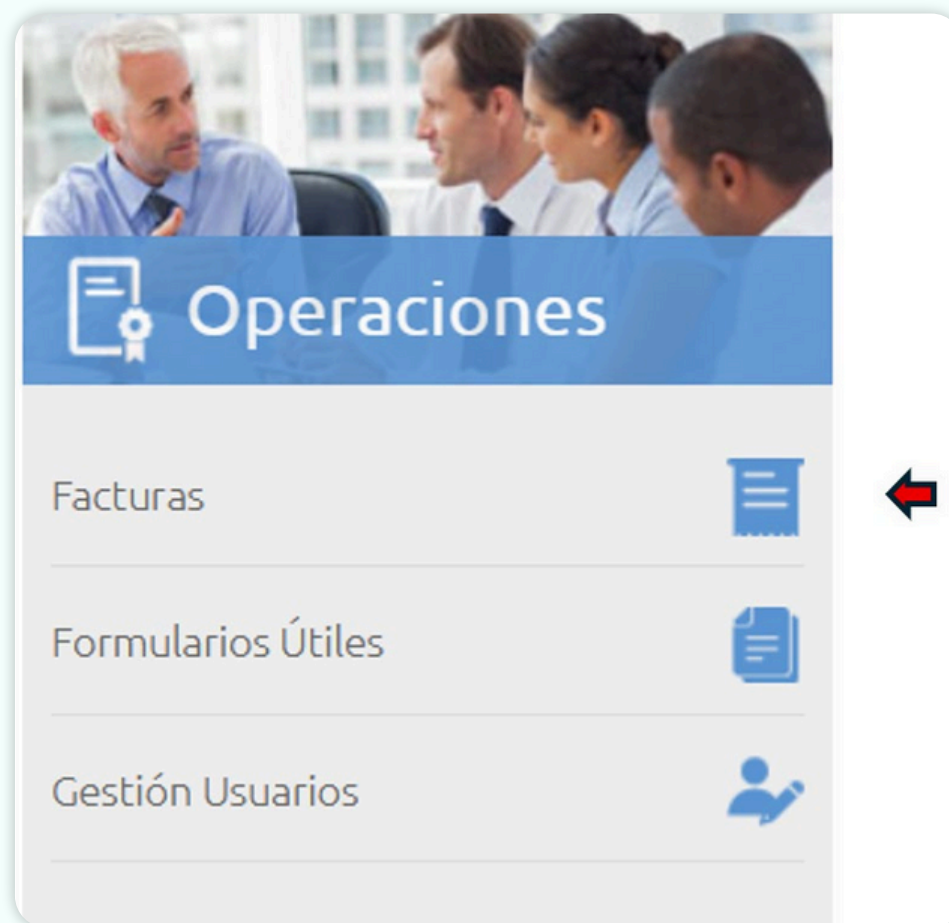 Operaciones
Facturas
Formularios Útiles
Gestión Usuarios